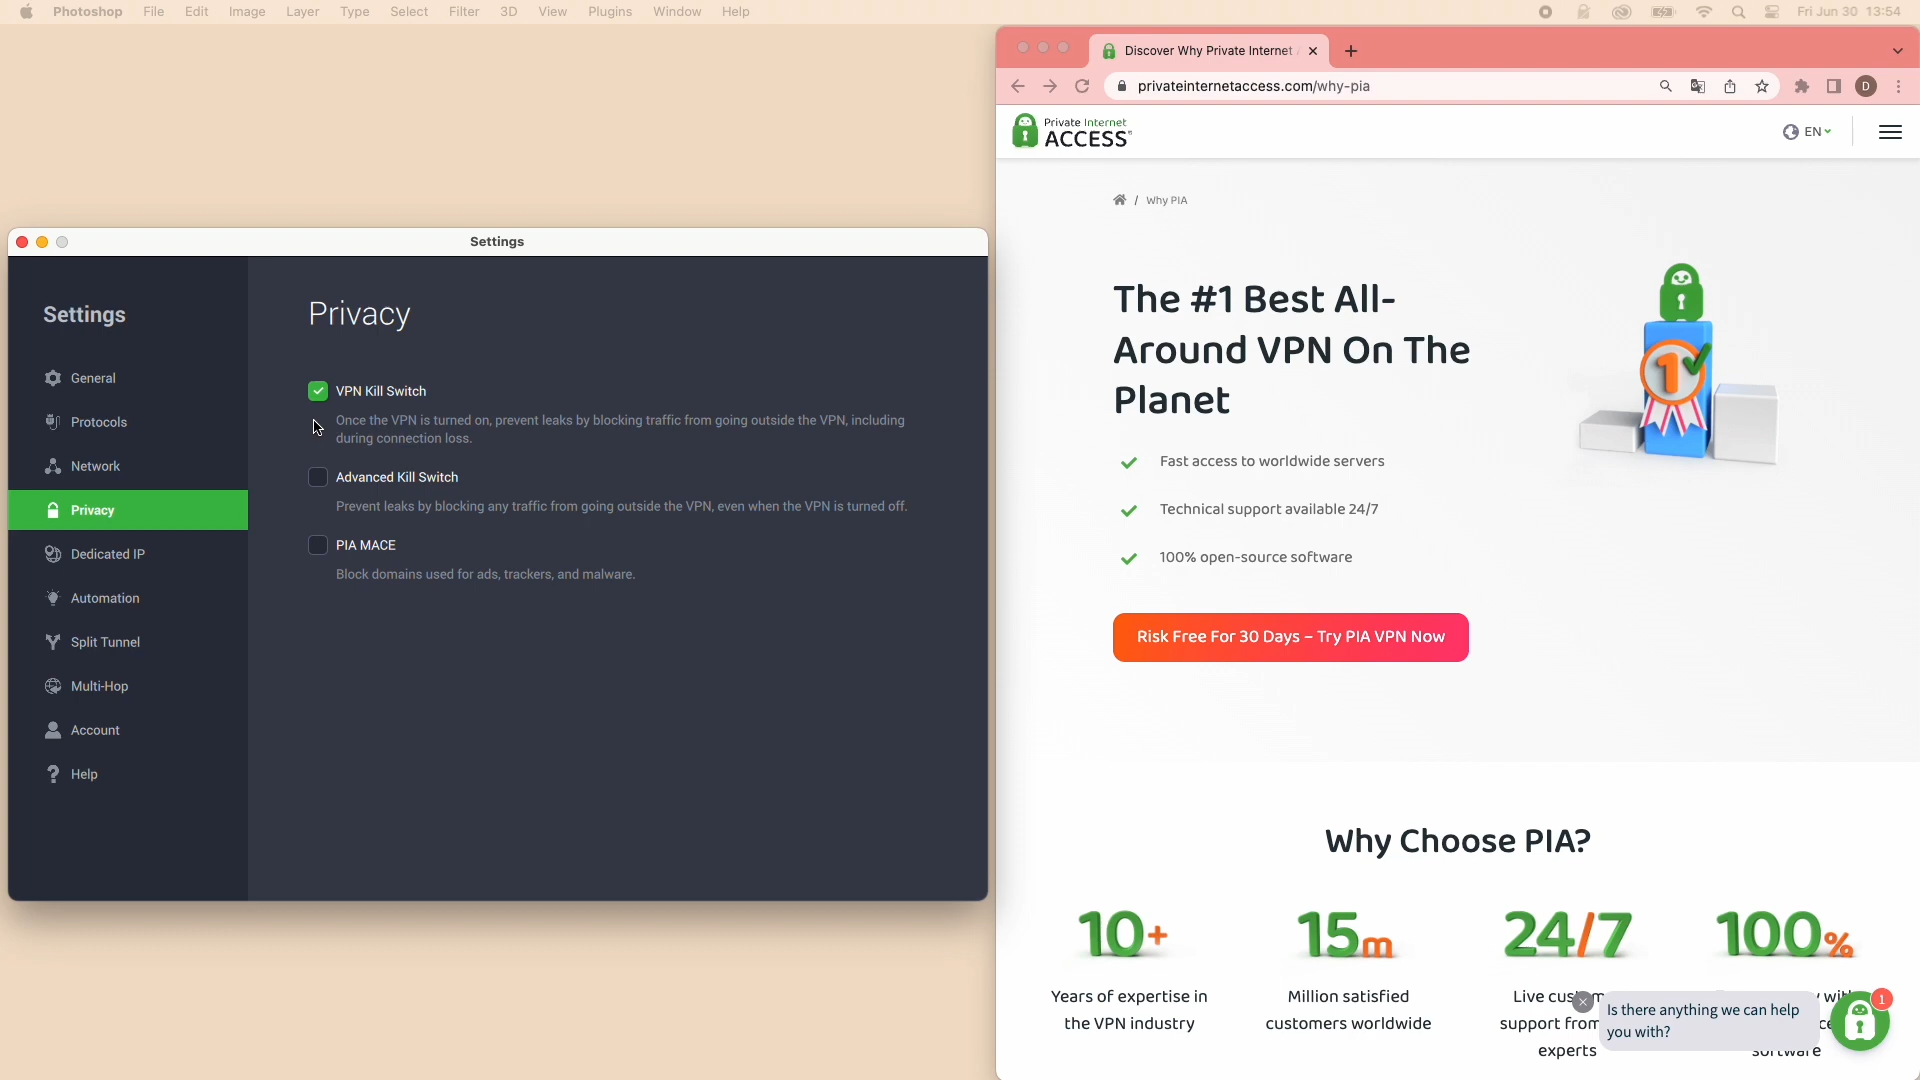 Photoshop File Edit Image Layer Type Select Filter 3D View Plugins Window Help
Fri Jun 30 13:54
Settings
Settings
General
Protocols
Network
Privacy
Dedicated IP
Automation
Split Tunnel
Multi-Hop
Account
Help
Privacy
VPN Kill Switch
Once the VPN is turned on, prevent leaks by blocking traffic from going outside the VPN, including
during connection loss.
Advanced Kill Switch
Prevent leaks by blocking any traffic from going outside the VPN, even when the VPN is turned off.
PIA MACE
Block domains used for ads, trackers, and malware.
Discover Why Private Internet
privateinternetaccess.com/why-pia
D
Private Internet
ACCESS
EN
/ Why PIA
The #1 Best All-
Around VPN On The
Planet
1
Fast access to worldwide servers
Technical support available 24/7
100% open-source software
Risk Free For 30 Days – Try PIA VPN Now
Why Choose PIA?
10+
Years of expertise in
the VPN industry
15m
Million satisfied
customers worldwide
24/7
Live
support from
experts
100%
software
Is there anything we can help
you with?
1